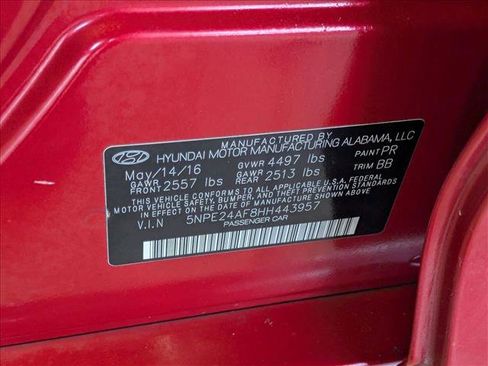 MANUFACTURED BY
HYUNDAI MOTOR MANUFACTURING ALABAMA, LLC
May/14/16 GVWR 4497 lbs PAINT PR
GAWR FRONT 2557 lbs GAWR REAR 2513 lbs TRIM BB
THIS VEHICLE CONFORMS TO ALL APPLICABLE U.S.A. FEDERAL
MOTOR VEHICLE SAFETY, BUMPER, AND THEFT PREVENTION STANDARDS
IN EFFECT ON THE DATE OF MANUFACTURE SHOWN ABOVE
V.I.N 5NPE24AF8HH443957
PASSENGER CAR